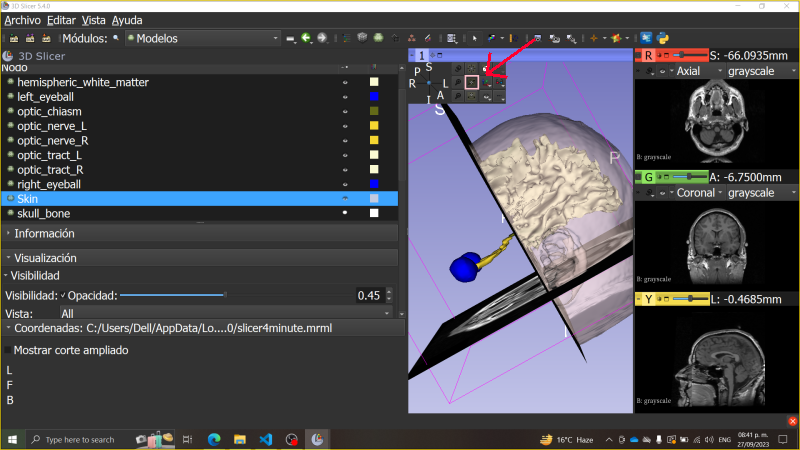 3D Slicer 5.4.0
Archivo Editar Vista Ayuda
Módulos: Modelos
3D Slicer
Nodo
hemispheric_white_matter
left_eyeball
optic_chiasm
optic_nerve_L
optic_nerve_R
optic_tract_L
optic_tract_R
right_eyeball
Skin
skull_bone
Información
Visualización
Visibilidad
Visibilidad: Opacidad: 0.45
Vista: All
Coordenadas: C:/Users/Dell/AppData/Lo....0/slicer4minute.mrml
Mostrar corte ampliado
L
F
B
1
S
P
R L
A
I
S
P
R S: -66.0935mm
Axial grayscale
B: grayscale
G A: -6.7500mm
Coronal grayscale
B: grayscale
Y L: -0.4685mm
B: grayscale
Type here to search
16°C Haze
ENG
08:41 p. m.
27/09/2023